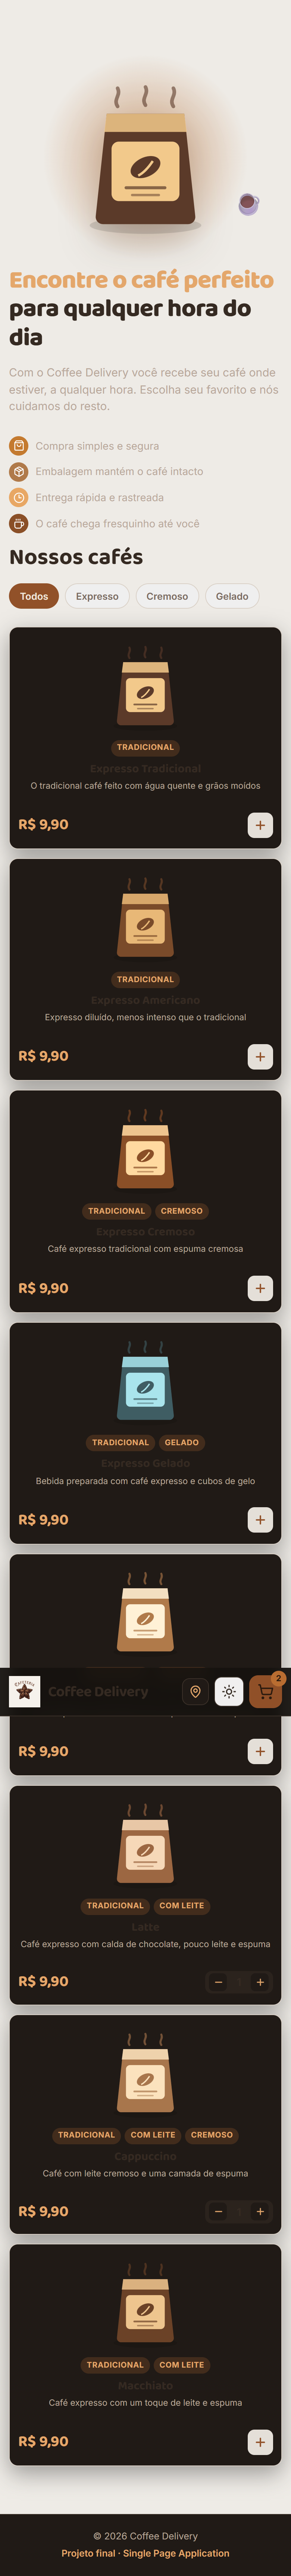 Encontre o café perfeito
para qualquer hora do
dia
Com o Coffee Delivery você recebe seu café onde
estiver, a qualquer hora. Escolha seu favorito e nós
cuidamos do resto.
Compra simples e segura
Embalagem mantém o café intacto
Entrega rápida e rastreada
O café chega fresquinho até você
Nossos cafés
Todos Expresso Cremoso Gelado
TRADICIONAL
Expresso Tradicional
O tradicional café feito com água quente e grãos moídos
R$ 9,90
TRADICIONAL
Expresso Americano
Expresso diluído, menos intenso que o tradicional
R$ 9,90
TRADICIONAL CREMOSO
Expresso Cremoso
Café expresso tradicional com espuma cremosa
R$ 9,90
TRADICIONAL GELADO
Expresso Gelado
Bebida preparada com café expresso e cubos de gelo
R$ 9,90
Coffee Delivery 2
R$ 9,90
TRADICIONAL COM LEITE
Latte
Café expresso com calda de chocolate, pouco leite e espuma
R$ 9,90
TRADICIONAL COM LEITE CREMOSO
Cappuccino
Café com leite cremoso e uma camada de espuma
R$ 9,90
TRADICIONAL COM LEITE
Macchiato
Café expresso com um toque de leite e espuma
R$ 9,90
© 2026 Coffee Delivery
Projeto final · Single Page Application